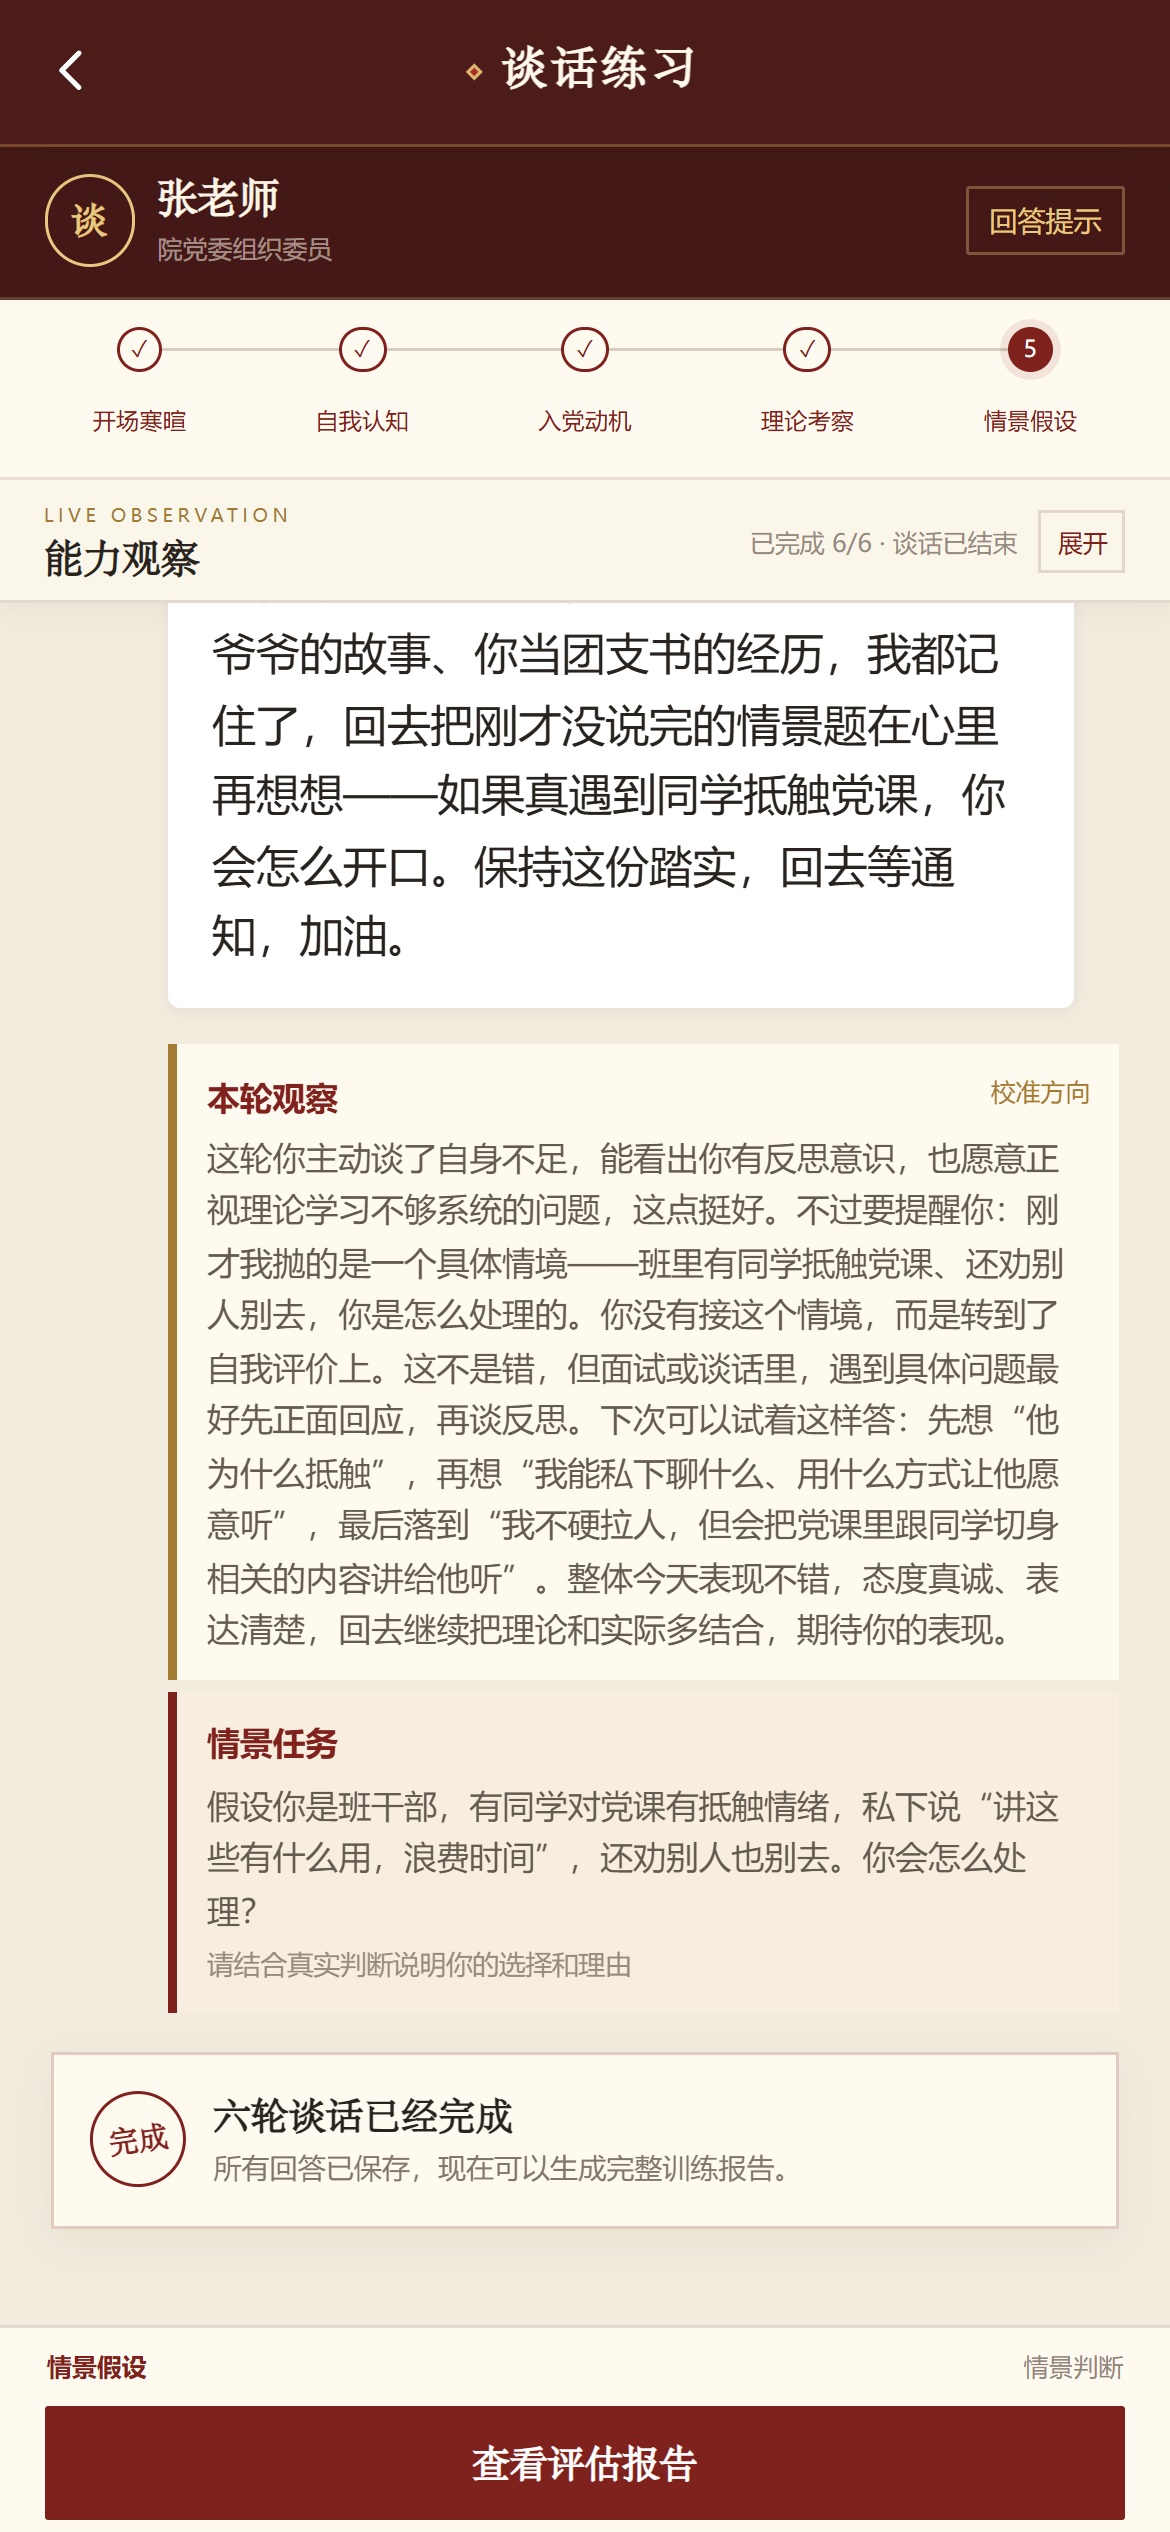 谈话练习
谈
张老师
院党委组织委员
回答提示
5
开场寒暄
自我认知
入党动机
理论考察
情景假设
LIVE OBSERVATION
能力观察
已完成 6/6 · 谈话已结束
展开
爷爷的故事、你当团支书的经历，我都记
住了，回去把刚才没说完的情景题在心里
再想想——如果真遇到同学抵触党课，你
会怎么开口。保持这份踏实，回去等通
知，加油。
本轮观察
校准方向
这轮你主动谈了自身不足，能看出你有反思意识，也愿意正
视理论学习不够系统的问题，这点挺好。不过要提醒你：刚
才我抛的是一个具体情境——班里有同学抵触党课、还劝别
人别去，你是怎么处理的。你没有接这个情境，而是转到了
自我评价上。这不是错，但面试或谈话里，遇到具体问题最
好先正面回应，再谈反思。下次可以试着这样答：先想“他
为什么抵触”，再想“我能私下聊什么、用什么方式让他愿
意听”，最后落到“我不硬拉人，但会把党课里跟同学切身
相关的内容讲给他听”。整体今天表现不错，态度真诚、表
达清楚，回去继续把理论和实际多结合，期待你的表现。
情景任务
假设你是班干部，有同学对党课有抵触情绪，私下说“讲这
些有什么用，浪费时间”，还劝别人也别去。你会怎么处
理？
请结合真实判断说明你的选择和理由
完成
六轮谈话已经完成
所有回答已保存，现在可以生成完整训练报告。
情景假设
情景判断
查看评估报告